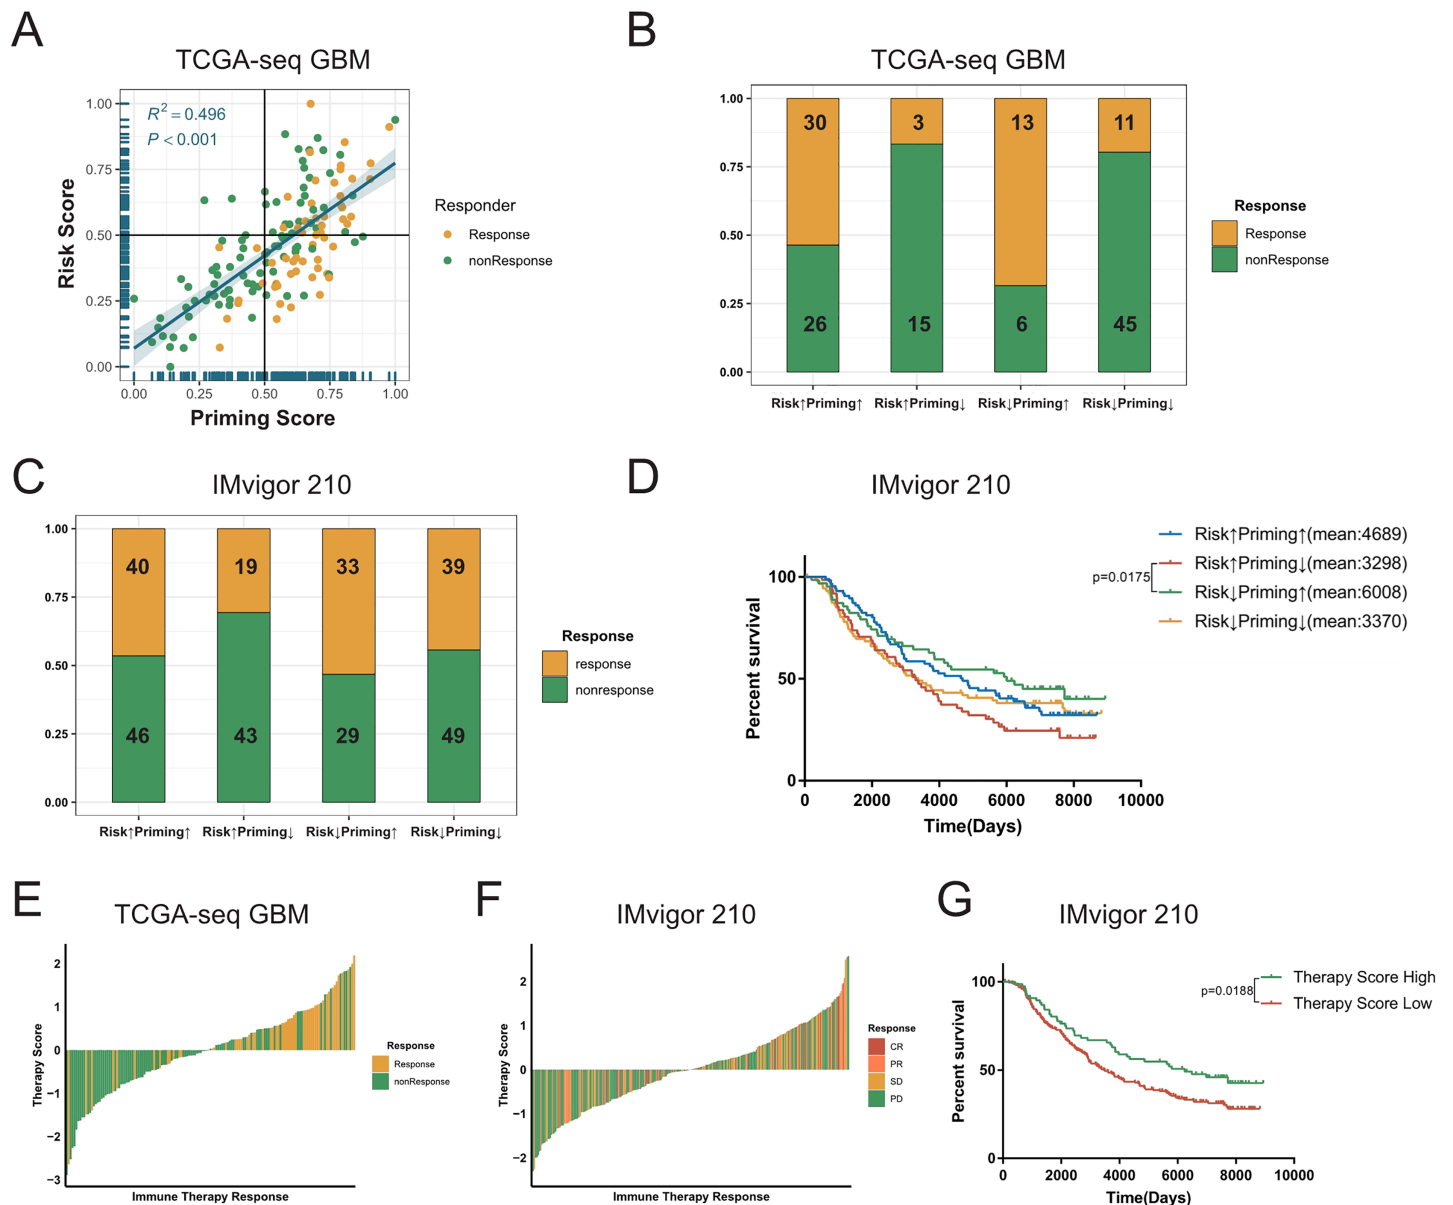 A
TCGA-seq GBM
R² = 0.496
P < 0.001
1.00
0.75
0.50
0.25
0.00
Risk Score
0.00 0.25 0.50 0.75 1.00
Priming Score
Responder
Response
nonResponse
B
TCGA-seq GBM
1.00
0.75
0.50
0.25
0.00
30 3 13 11
26 15 6 45
Risk↑Priming↑ Risk↑Priming↓ Risk↓Priming↑ Risk↓Priming↓
Response
Response
nonResponse
C
IMvigor 210
1.00
0.75
0.50
0.25
0.00
40 19 33 39
46 43 29 49
Risk↑Priming↑ Risk↑Priming↓ Risk↓Priming↑ Risk↓Priming↓
Response
response
nonresponse
D
IMvigor 210
Risk↑Priming↑(mean:4689)
Risk↑Priming↓(mean:3298)
p=0.0175
Risk↓Priming↑(mean:6008)
Risk↓Priming↓(mean:3370)
100
50
0
Percent survival
0 2000 4000 6000 8000 10000
Time(Days)
E
TCGA-seq GBM
2
1
0
−1
−2
−3
Therapy Score
Immune Therapy Response
Response
Response
nonResponse
F
IMvigor 210
2
1
0
−1
−2
Therapy Score
Immune Therapy Response
Response
CR
PR
SD
PD
G
IMvigor 210
Therapy Score High
p=0.0188
Therapy Score Low
100
50
0
Percent survival
0 2000 4000 6000 8000 10000
Time(Days)